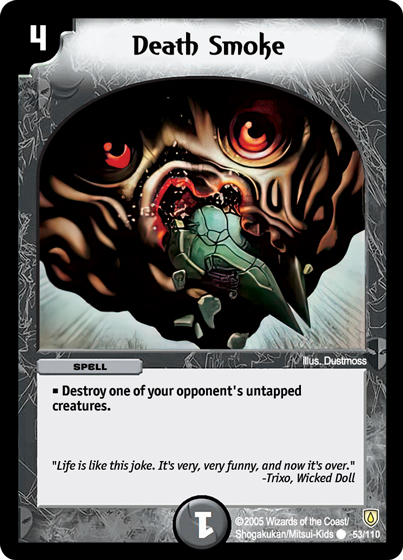 4
Death Smoke
Illus. Dustmoss
SPELL
▪ Destroy one of your opponent's untapped
creatures.
"Life is like this joke. It's very, very funny, and now it's over."
-Trixo, Wicked Doll
1
©2005 Wizards of the Coast/
Shogakukan/Mitsui-Kids ● 53/110